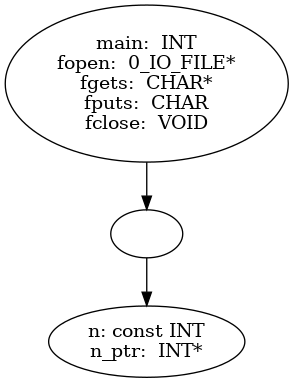 main:  INT
fopen:  0_IO_FILE*
fgets:  CHAR*
fputs:  CHAR
fclose:  VOID
n: const INT
n_ptr:  INT*